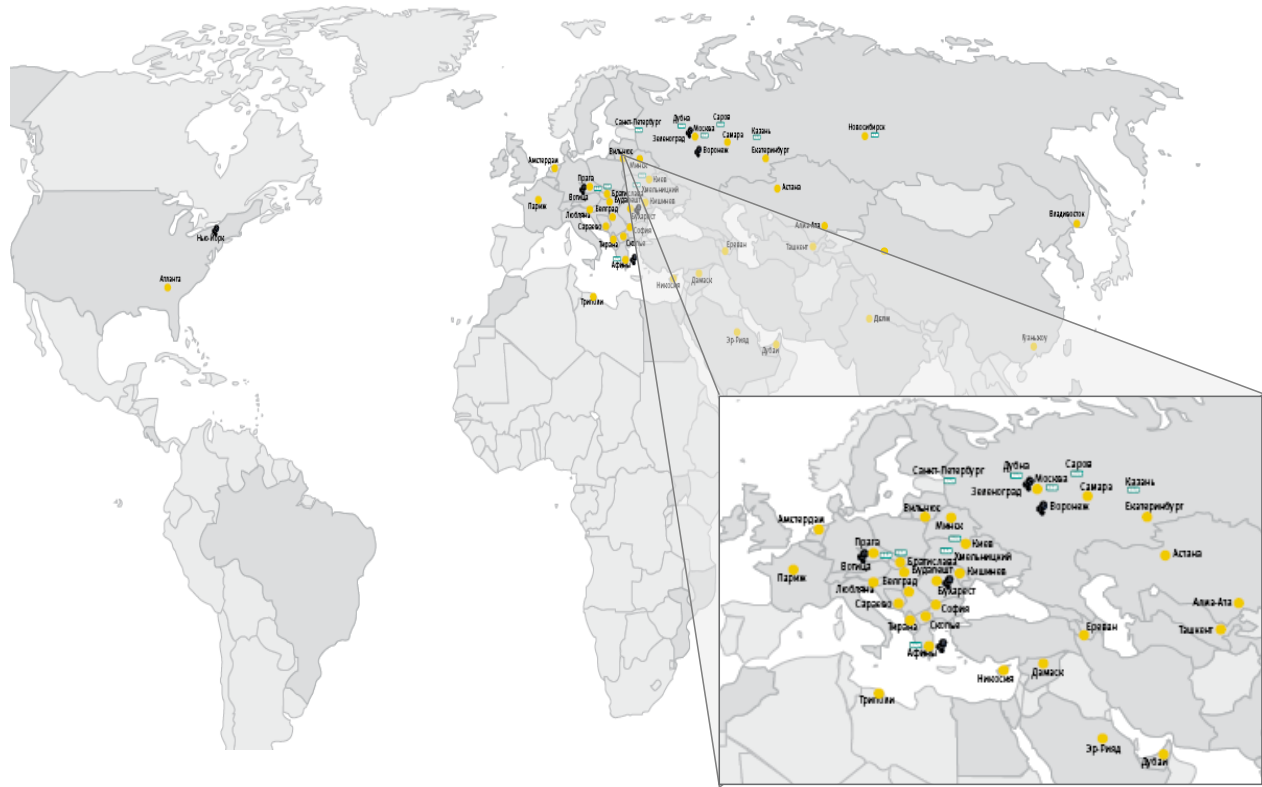 Санкт-Петербург
Дубна
Саров
Москва
Зеленоград
Самара
Казань
Новосибирск
Воронеж
Екатеринбург
Вильнюс
Минск
Амстердам
Прага
Киев
Астана
Вотица
Братислава
Хмельницкий
Париж
Будапешт
Кишинев
Белград
Любляна
Бухарест
Владивосток
Сараево
София
Алма-Ата
Нью-Йорк
Тирана
Скопье
Ереван
Ташкент
Афины
Атланта
Никосия
Дамаск
Триполи
Дели
Эр-Рияд
Дубаи
Гуанчжоу
Санкт-Петербург
Дубна
Саров
Москва
Зеленоград
Самара
Казань
Вильнюс
Воронеж
Екатеринбург
Амстердам
Минск
Прага
Киев
Вотица
Братислава
Хмельницкий
Астана
Париж
Будапешт
Кишинев
Любляна
Белград
Бухарест
Сараево
София
Алма-Ата
Тирана
Скопье
Ереван
Ташкент
Афины
Никосия
Дамаск
Триполи
Эр-Рияд
Дубаи